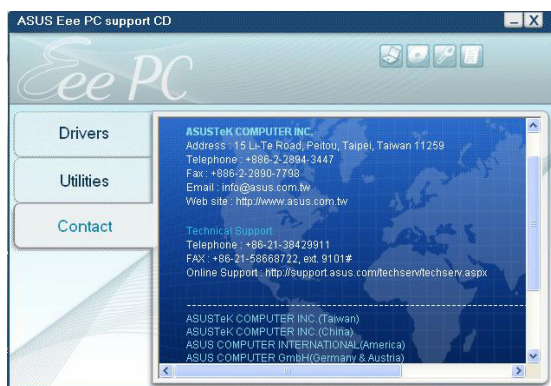 ASUS Eee PC support CD
Eee PC
Drivers
Utilities
Contact
ASUSTeK COMPUTER INC.
Address : 15 Li-Te Road, Peitou, Taipei, Taiwan 11259
Telephone : +886-2-2894-3447
Fax : +886-2-2890-7798
Email : info@asus.com.tw
Web site : http://www.asus.com.tw
Technical Support:
Telephone : +86-21-38429911
FAX : +86-21-58668722, ext. 9101#
Online Support : http://support.asus.com/techserv/techserv.aspx
ASUSTeK COMPUTER INC.(Taiwan)
ASUSTeK COMPUTER INC.(China)
ASUS COMPUTER INTERNATIONAL(America)
ASUS COMPUTER GmbH(Germany & Austria)